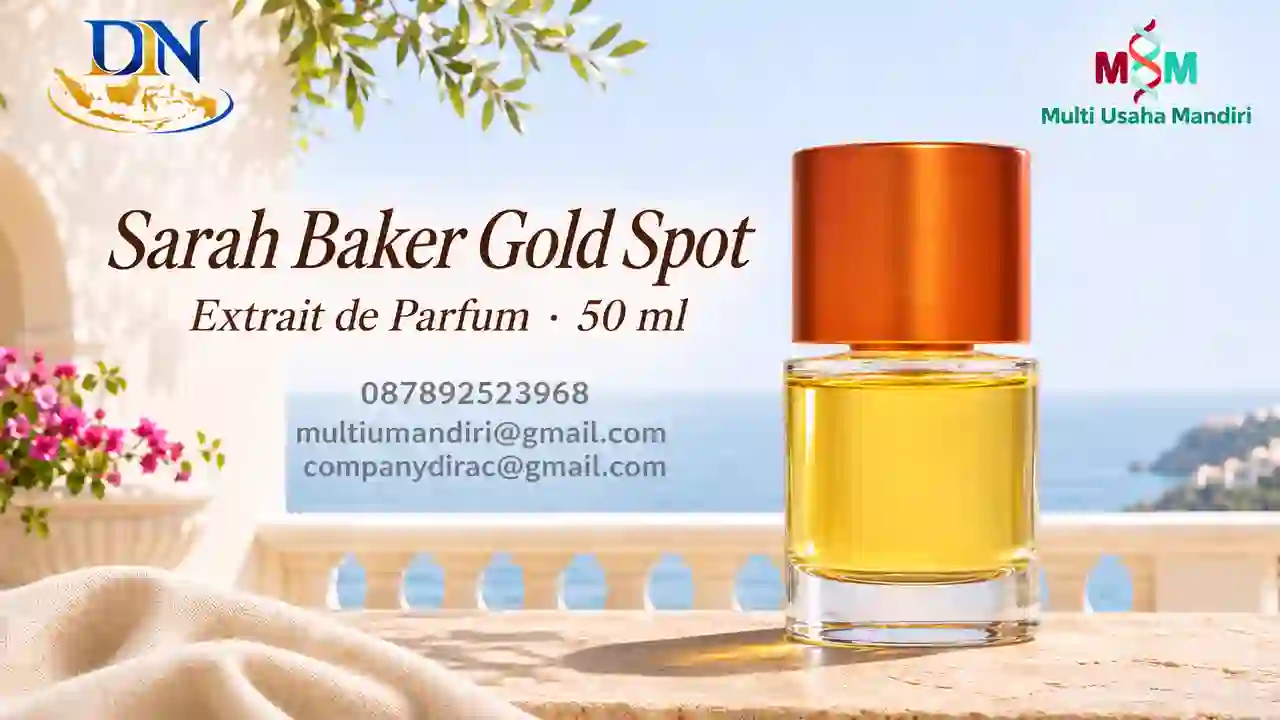 DN
MSM
Multi Usaha Mandiri
Sarah Baker Gold Spot
Extrait de Parfum · 50 ml
087892523968
multiumandiri@gmail.com
companydirac@gmail.com